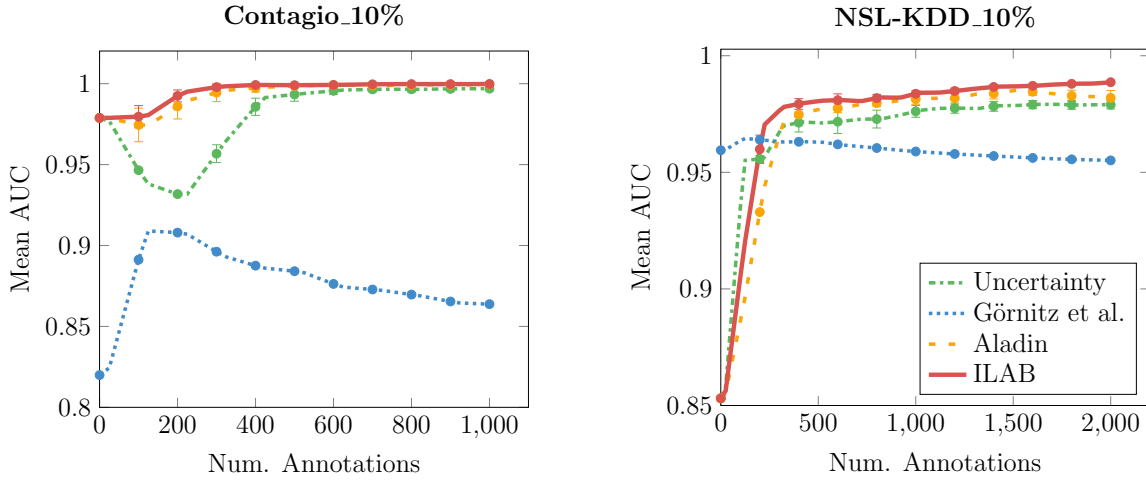 Contagio_10%
Mean AUC
1
0.95
0.9
0.85
0.8
0
200
400
600
800
1,000
Num. Annotations
NSL-KDD_10%
Mean AUC
1
0.95
0.9
0.85
0
500
1,000
1,500
2,000
Num. Annotations
Uncertainty
Görnitz et al.
Aladin
ILAB